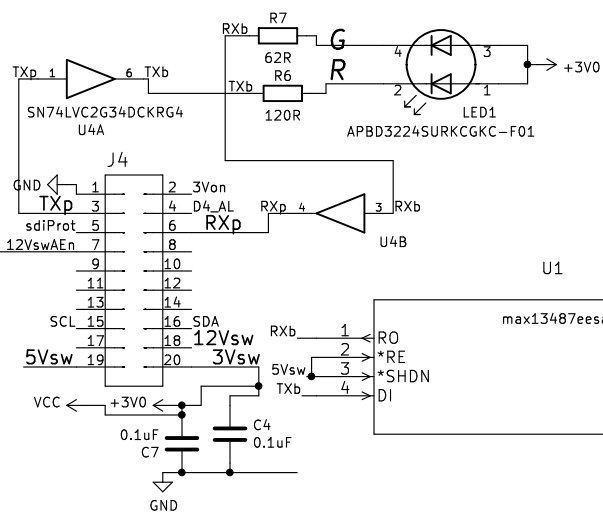 R7
RXb
G
4
3
62R
+3V0
R
R6
TXp 1
6 TXb
TXb
2
1
120R
LED1
SN74LVC2G34DCKRG4
U4A
APBD3224SURKCGKC-F01
J4
GND
1
2
3Von
TXp
3
4
D4_AL
RXp 4
3 RXb
sdiProt
5
6
RXp
U4B
12VswAEn
7
8
9
10
U1
11
12
13
14
max13487eesa
SCL
15
16
SDA
RXb
1
RO
17
18
12Vsw
2
*RE
5Vsw
19
20
3Vsw
5Vsw
3
*SHDN
TXb
4
DI
VCC
+3V0
C4
0.1uF
0.1uF
C7
GND